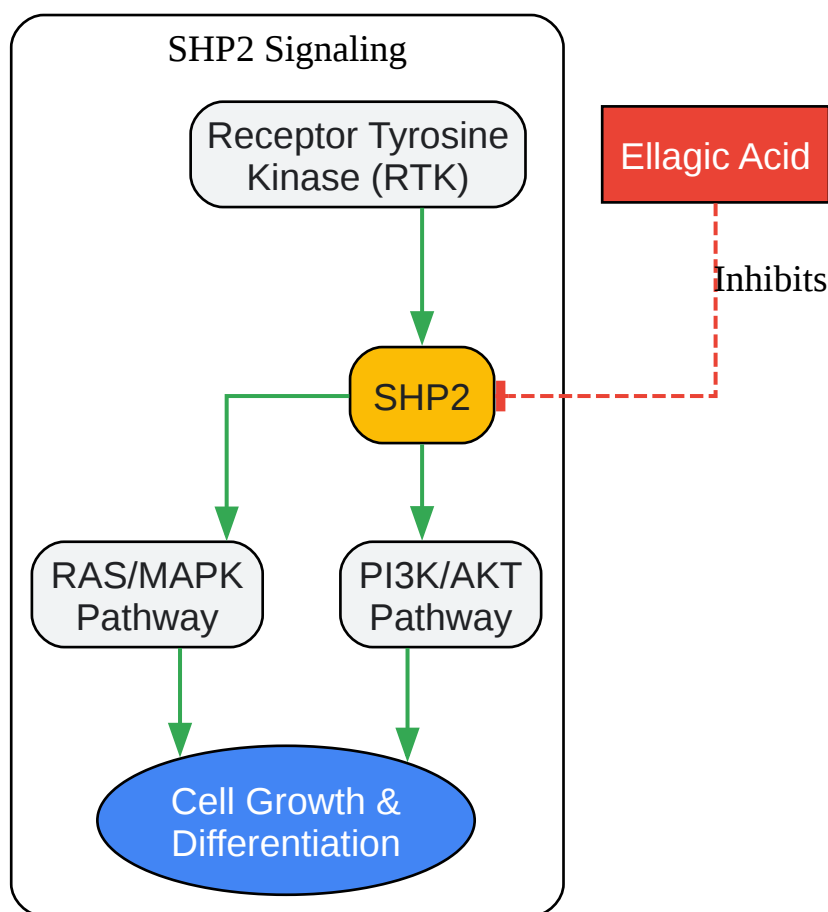 SHP2 Signaling
Receptor Tyrosine
Kinase (RTK)
Ellagic Acid
Inhibits
SHP2
RAS/MAPK
Pathway
PI3K/AKT
Pathway
Cell Growth &
Differentiation